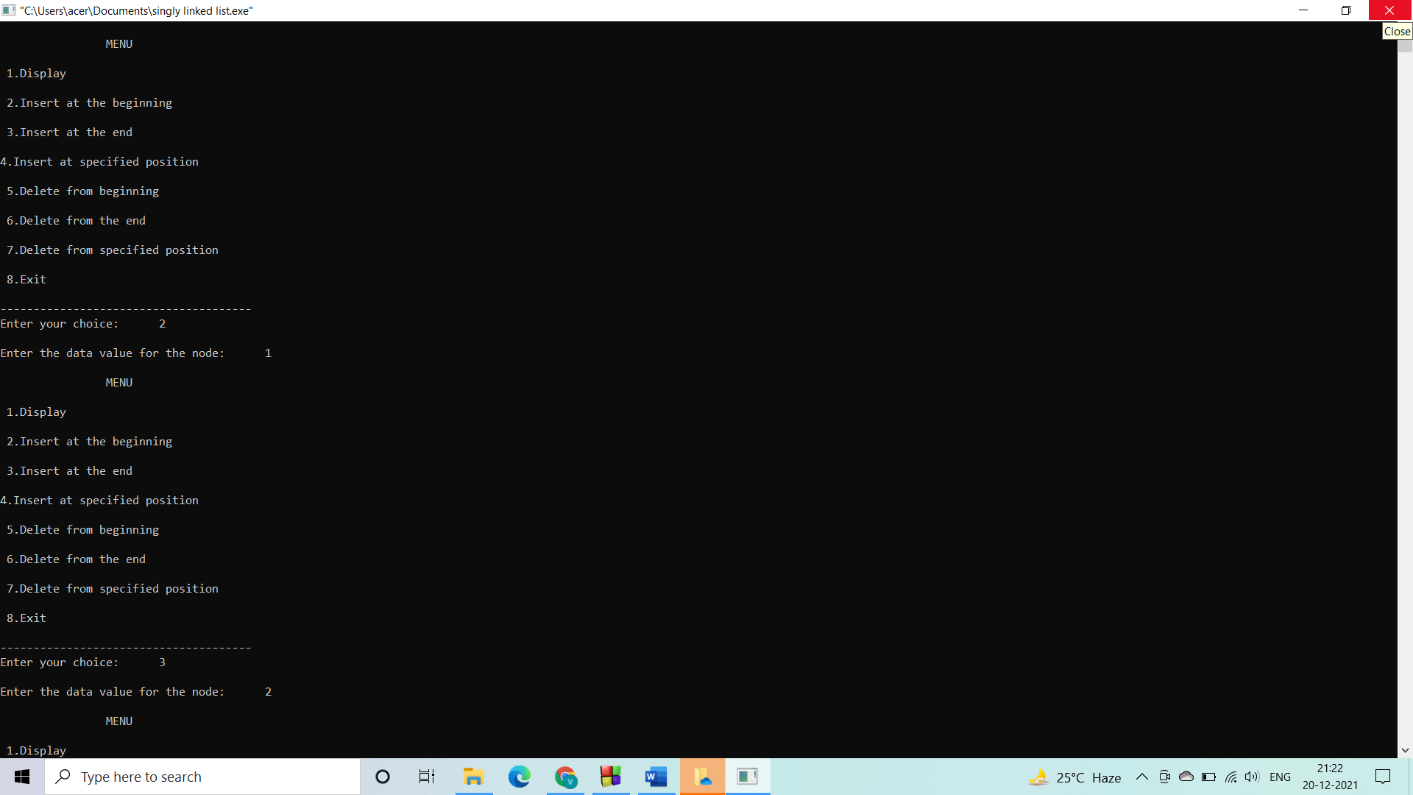 "C:\Users\acer\Documents\singly linked list.exe"
Close
MENU
1.Display
2.Insert at the beginning
3.Insert at the end
4.Insert at specified position
5.Delete from beginning
6.Delete from the end
7.Delete from specified position
8.Exit
--------------------------------------
Enter your choice: 2
Enter the data value for the node: 1
MENU
1.Display
2.Insert at the beginning
3.Insert at the end
4.Insert at specified position
5.Delete from beginning
6.Delete from the end
7.Delete from specified position
8.Exit
--------------------------------------
Enter your choice: 3
Enter the data value for the node: 2
MENU
1.Display
Type here to search
25°C Haze
ENG
21:22
20-12-2021